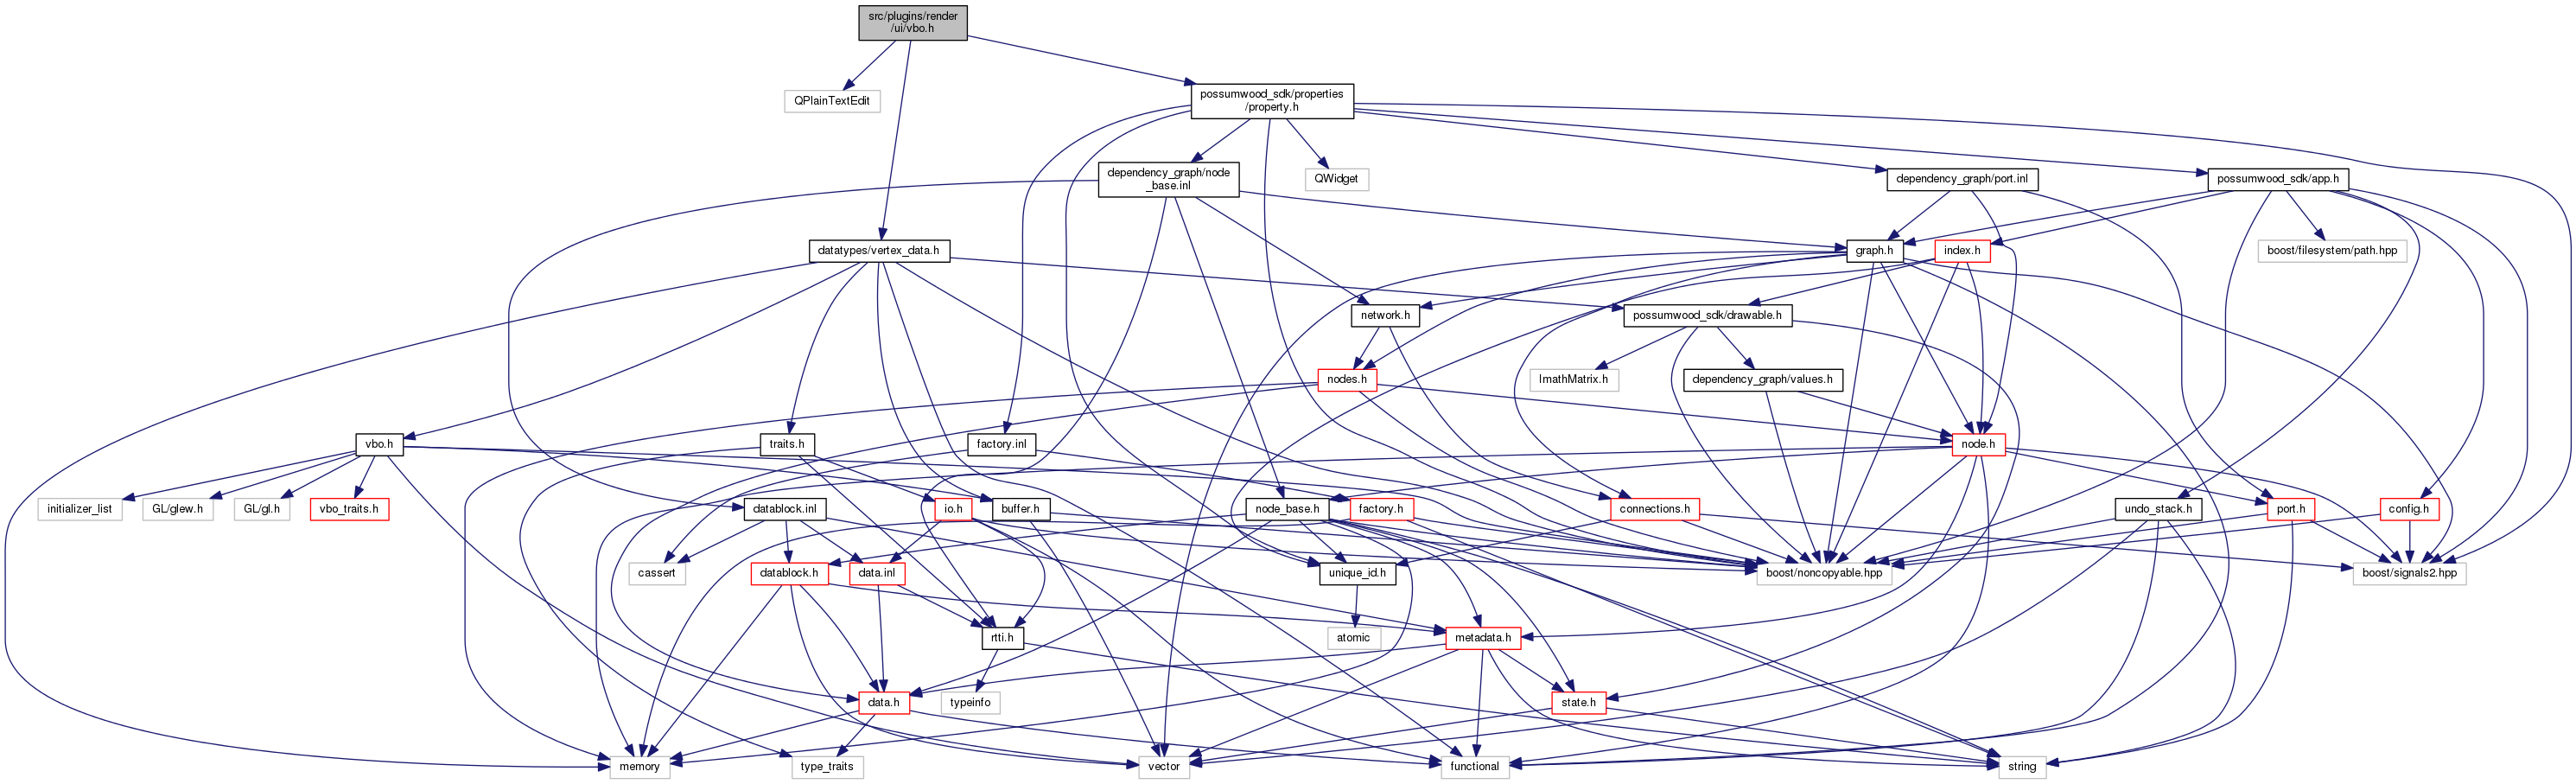 src/plugins/render
/ui/vbo.h
QPlainTextEdit
possumwood_sdk/properties
/property.h
dependency_graph/node
_base.inl
QWidget
dependency_graph/port.inl
possumwood_sdk/app.h
datatypes/vertex_data.h
graph.h
index.h
boost/filesystem/path.hpp
network.h
possumwood_sdk/drawable.h
nodes.h
ImathMatrix.h
dependency_graph/values.h
vbo.h
traits.h
factory.inl
node.h
initializer_list
GL/glew.h
GL/gl.h
vbo_traits.h
datablock.inl
io.h
buffer.h
node_base.h
factory.h
connections.h
undo_stack.h
port.h
config.h
cassert
datablock.h
data.inl
unique_id.h
boost/noncopyable.hpp
boost/signals2.hpp
rtti.h
atomic
metadata.h
data.h
typeinfo
state.h
memory
type_traits
vector
functional
string